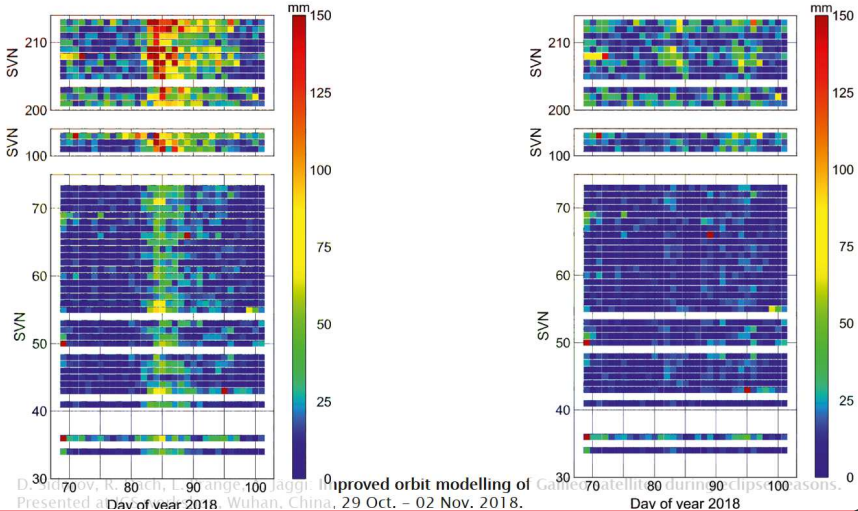 mm
150
125
100
75
50
25
0
SVN
210
200
SVN
100
SVN
70
60
50
40
30
70 80 90 100
Day of year 2018
mm
150
125
100
75
50
25
0
SVN
210
200
SVN
100
SVN
70
60
50
40
30
70 80 90 100
Day of year 2018
D. R. Jaggi: Improved orbit modelling of Galileo satellites during eclipse seasons.
Presented at Wuhan, China, 29 Oct. – 02 Nov. 2018.